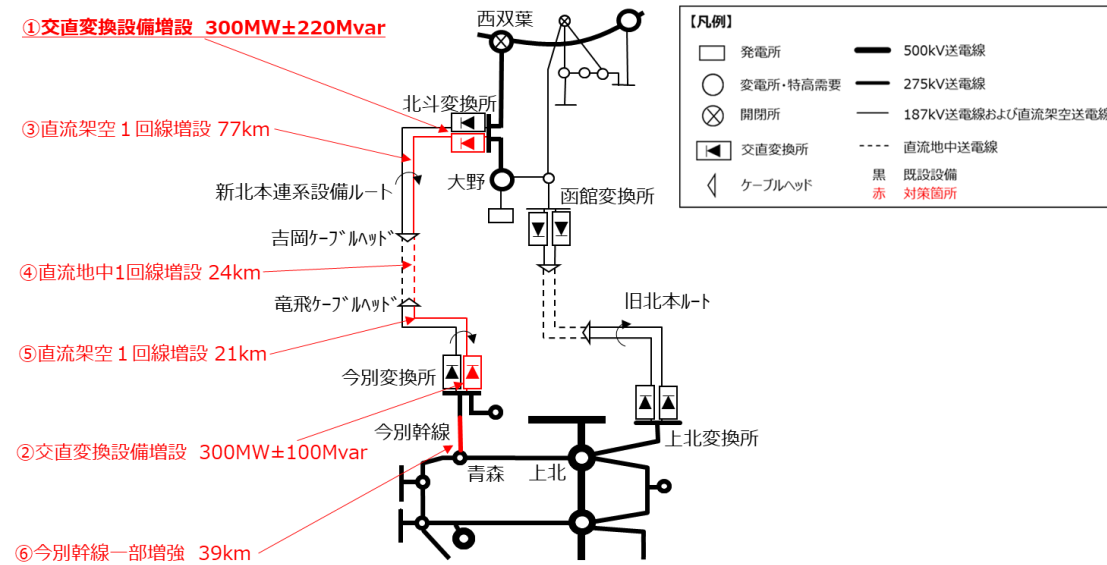 ①交直変換設備増設 300MW±220Mvar
西双葉
北斗変換所
③直流架空1回線増設 77km
新北本連系設備ルート
大野
函館変換所
吉岡ケーブルヘッド
④直流地中1回線増設 24km
竜飛ケーブルヘッド
旧北本ルート
⑤直流架空1回線増設 21km
今別変換所
今別幹線
②交直変換設備増設 300MW±100Mvar
上北変換所
青森
上北
⑥今別幹線一部増強 39km
【凡例】
発電所
変電所・特高需要
開閉所
交直変換所
ケーブルヘッド
500kV送電線
275kV送電線
187kV送電線および直流架空送電線
直流地中送電線
黒 既設設備
赤 対策箇所